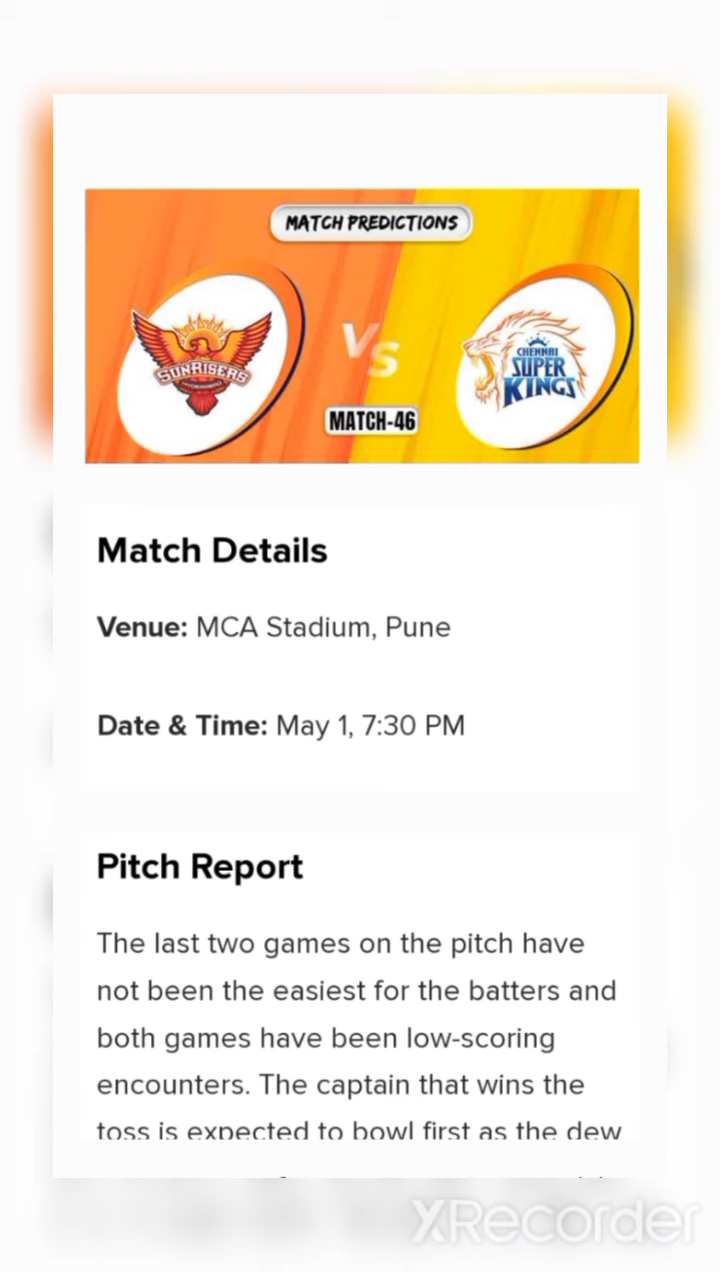 MATCH PREDICTIONS
SUNRISERS
VS
CHENNAI
SUPER
KINGS
MATCH-46
Match Details
Venue: MCA Stadium, Pune
Date & Time: May 1, 7:30 PM
Pitch Report
The last two games on the pitch have
not been the easiest for the batters and
both games have been low-scoring
encounters. The captain that wins the
toss is expected to bowl first as the dew
XRecorder